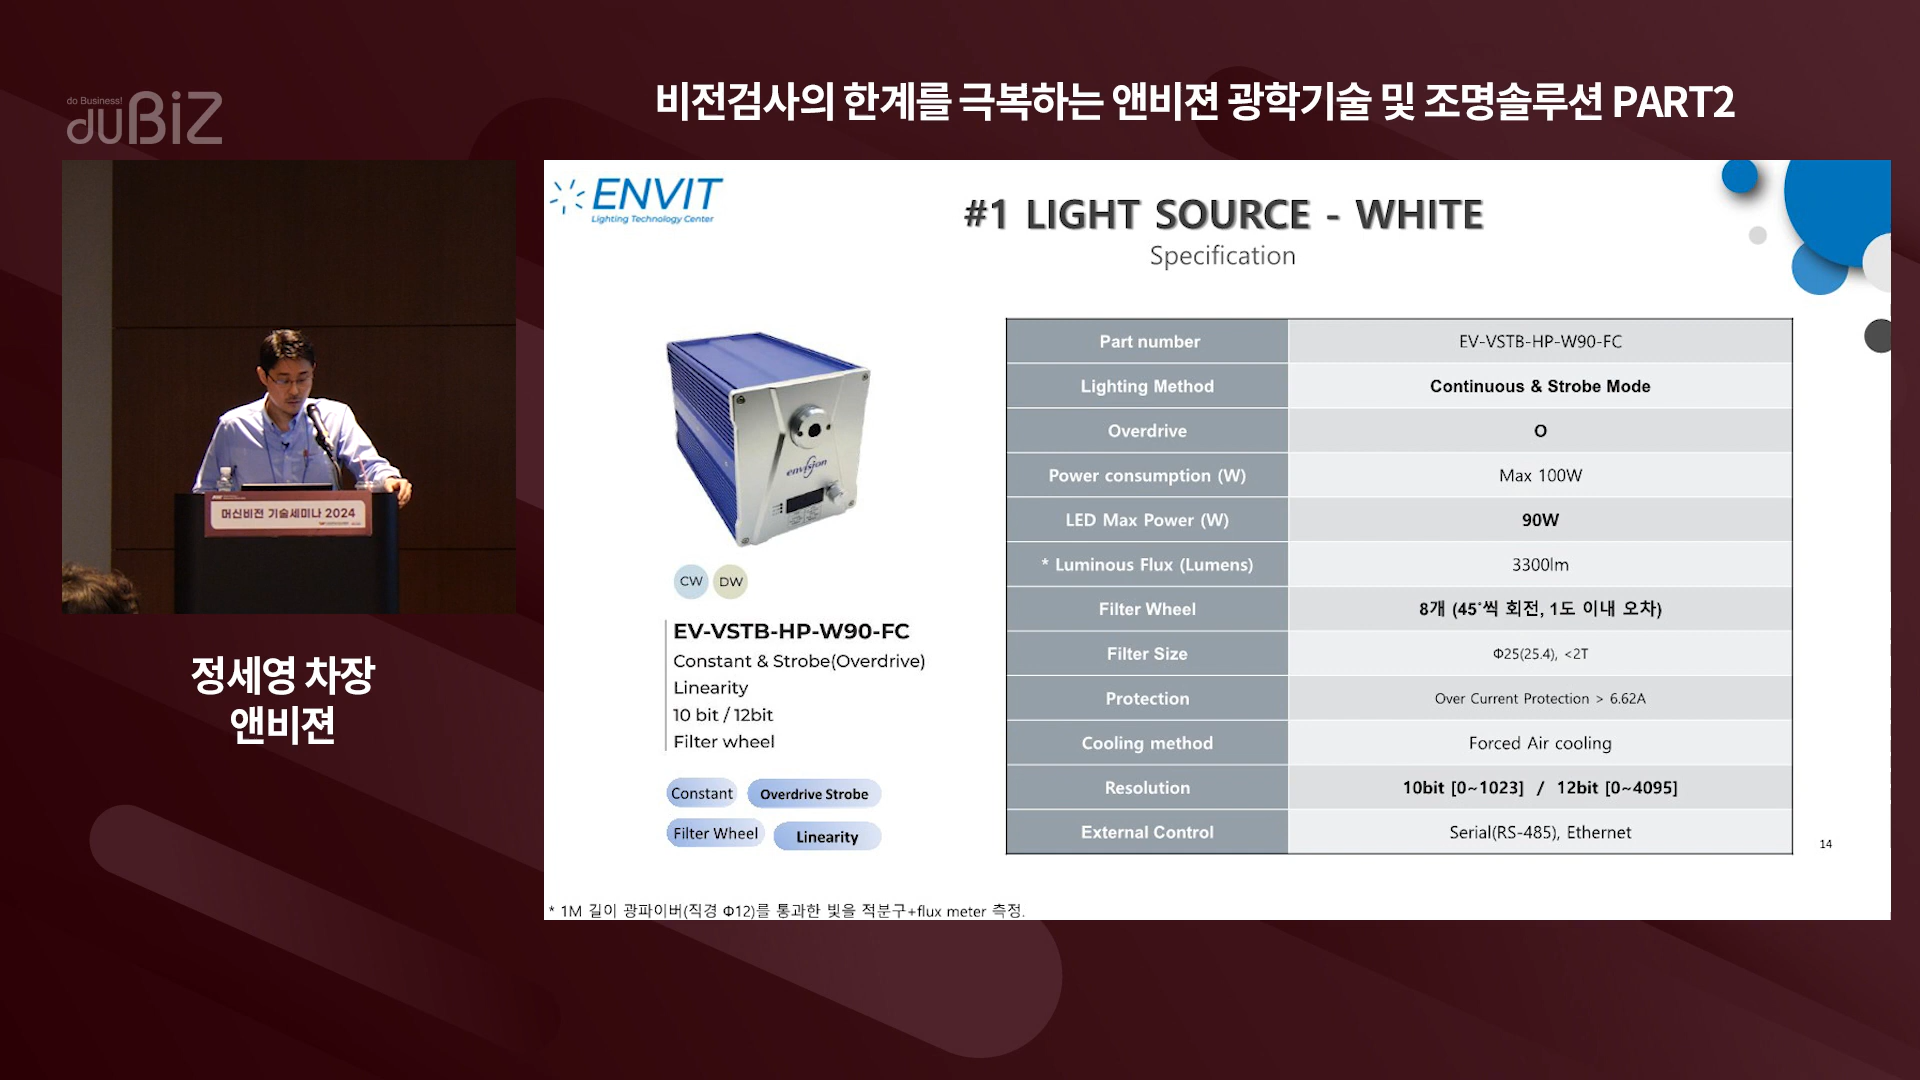 do Business!
duBiZ
비전검사의 한계를 극복하는 앤비젼 광학기술 및 조명솔루션 PART2
머신비전 기술세미나 2024
정세영 차장
앤비젼
ENVIT
Lighting Technology Center
#1 LIGHT SOURCE - WHITE
Specification
envision
CW DW
EV-VSTB-HP-W90-FC
Constant & Strobe(Overdrive)
Linearity
10 bit / 12bit
Filter wheel
Constant Overdrive Strobe
Filter Wheel Linearity
Part number EV-VSTB-HP-W90-FC
Lighting Method Continuous & Strobe Mode
Overdrive O
Power consumption (W) Max 100W
LED Max Power (W) 90W
* Luminous Flux (Lumens) 3300lm
Filter Wheel 8개 (45˚씩 회전, 1도 이내 오차)
Filter Size Φ25(25.4), <2T
Protection Over Current Protection > 6.62A
Cooling method Forced Air cooling
Resolution 10bit [0~1023] / 12bit [0~4095]
External Control Serial(RS-485), Ethernet
14
* 1M 길이 광파이버(직경 Φ12)를 통과한 빛을 적분구+flux meter 측정.